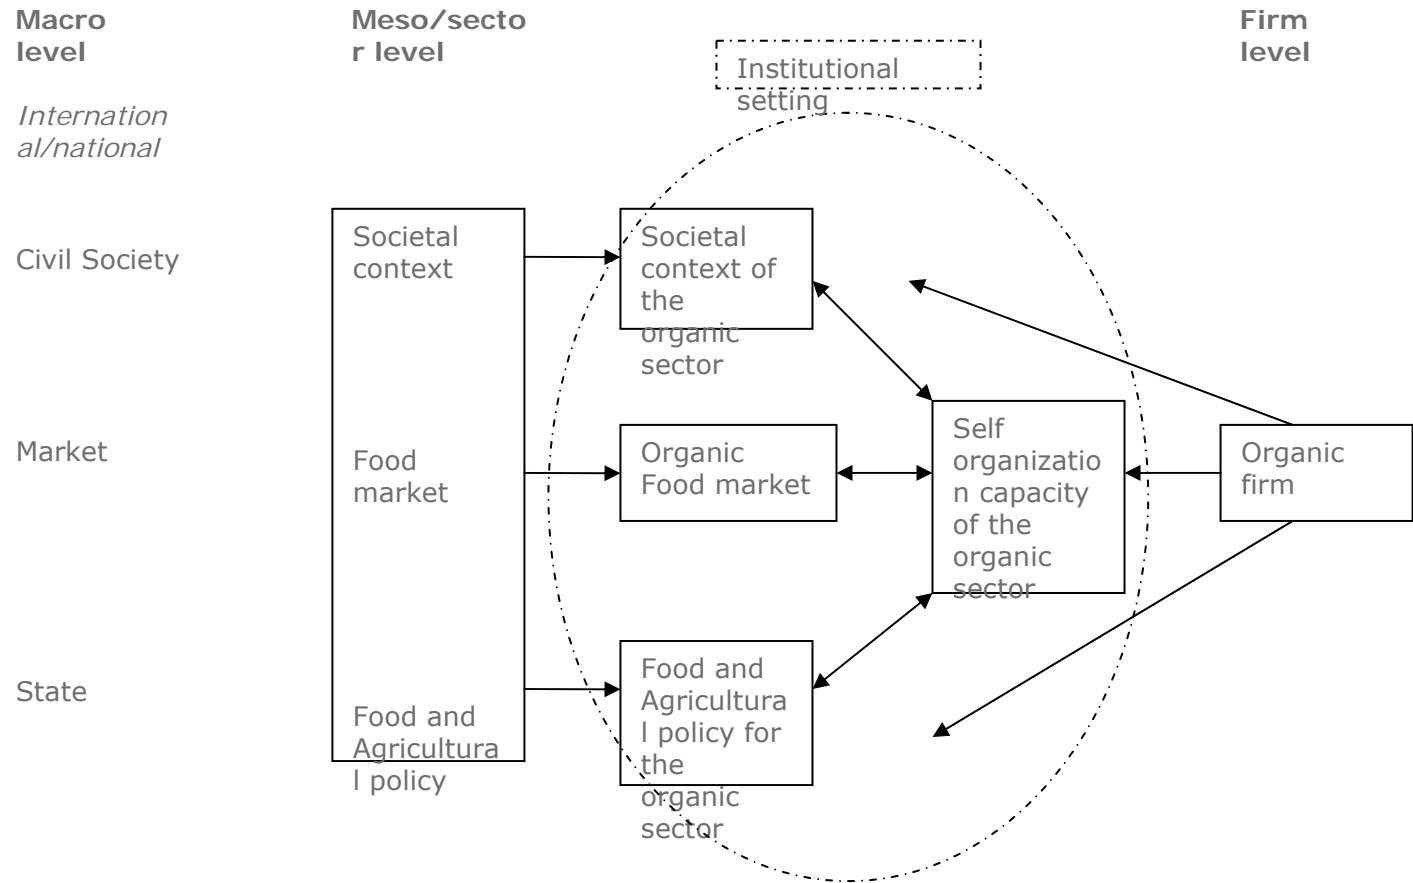 Macro
level
Meso/secto
r level
Firm
level
Institutional
setting
Internation
al/national
Civil Society
Societal
context
Societal
context of
the
organic
sector
Market
Food
market
Organic
Food market
Self
organizatio
n capacity
of the
organic
sector
Organic
firm
State
Food and
Agricultura
l policy
Food and
Agricultura
l policy for
the
organic
sector